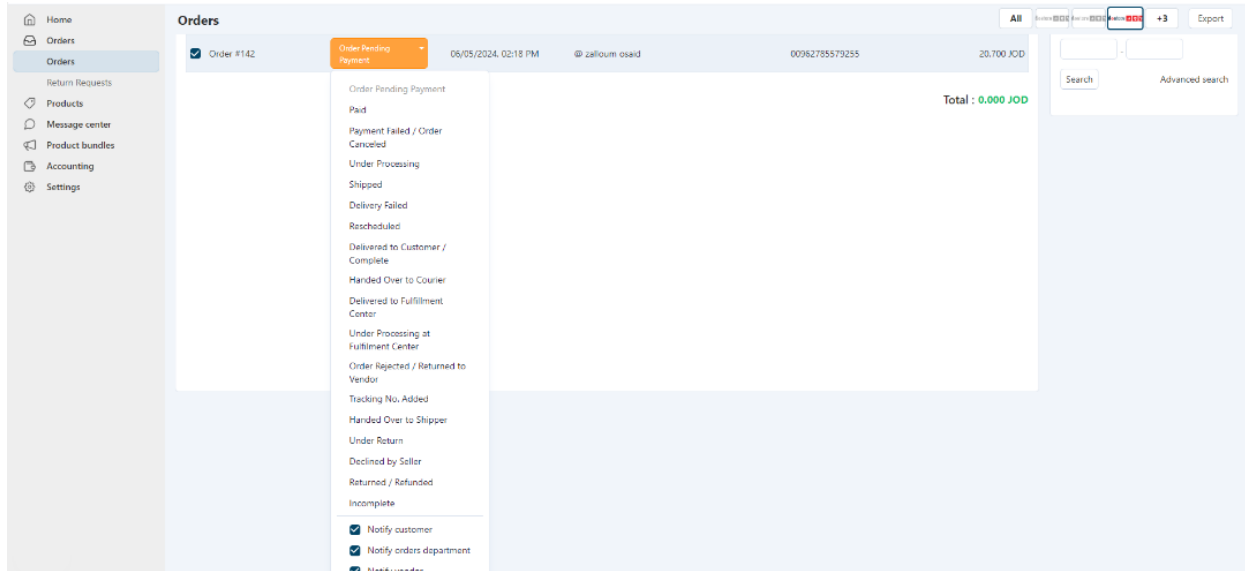 Home
Orders
Orders
Return Requests
Products
Message center
Product bundles
Accounting
Settings
Orders
All
+3
Export
Order #142
Order Pending
Payment
06/05/2024, 02:18 PM
@ zalloum osaid
00962785579255
20.700 JOD
-
Search
Advanced search
Total : 0.000 JOD
Order Pending Payment
Paid
Payment Failed / Order
Canceled
Under Processing
Shipped
Delivery Failed
Rescheduled
Delivered to Customer /
Complete
Handed Over to Courier
Delivered to Fulfillment
Center
Under Processing at
Fulfilment Center
Order Rejected / Returned to
Vendor
Tracking No. Added
Handed Over to Shipper
Under Return
Declined by Seller
Returned / Refunded
Incomplete
Notify customer
Notify orders department
Notify vendor